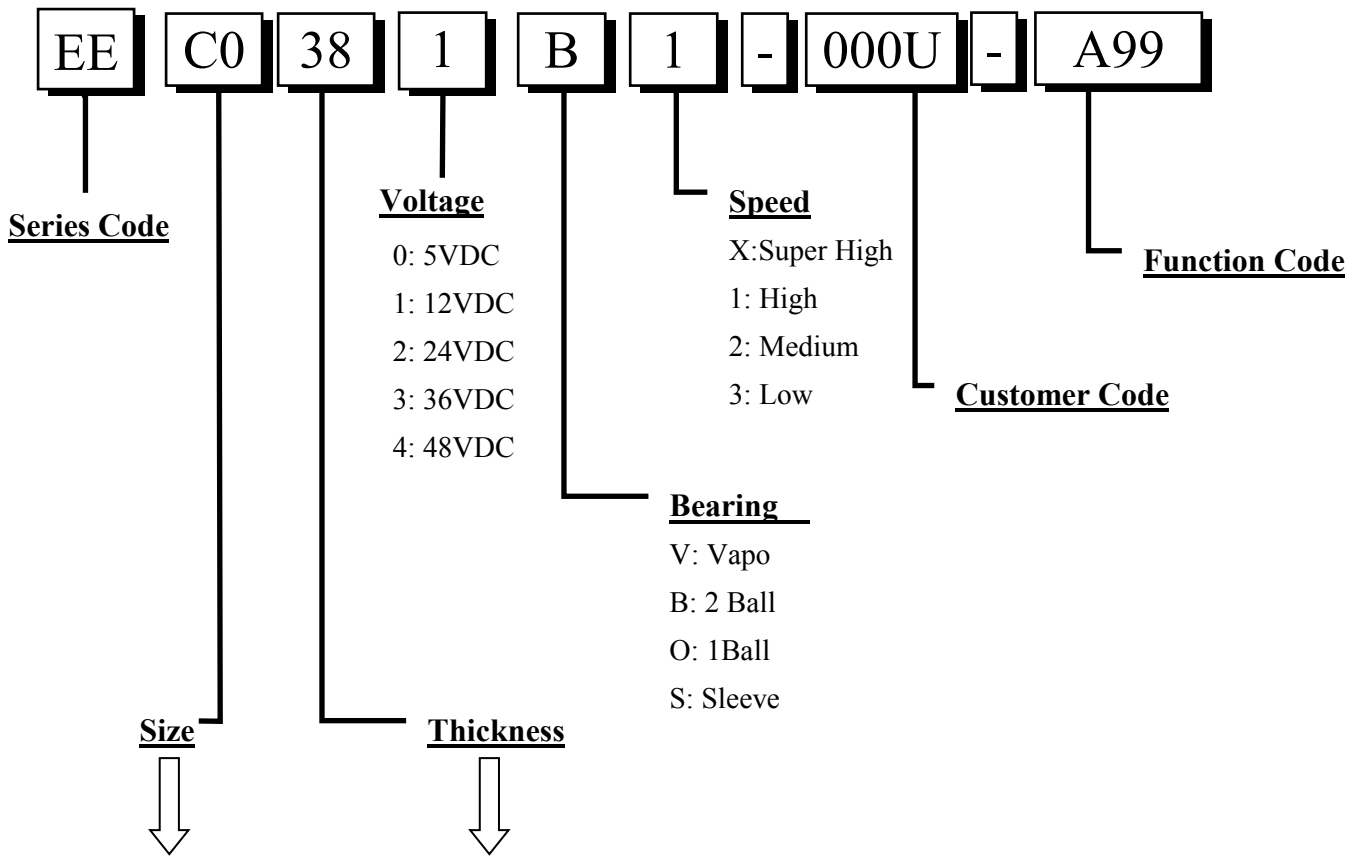 EE C0 38 1 B 1 - 000U - A99
Series Code
Voltage
0: 5VDC
1: 12VDC
2: 24VDC
3: 36VDC
4: 48VDC
Speed
X:Super High
1: High
2: Medium
3: Low
Function Code
Customer Code
Bearing
V: Vapo
B: 2 Ball
O: 1Ball
S: Sleeve
Size
Thickness